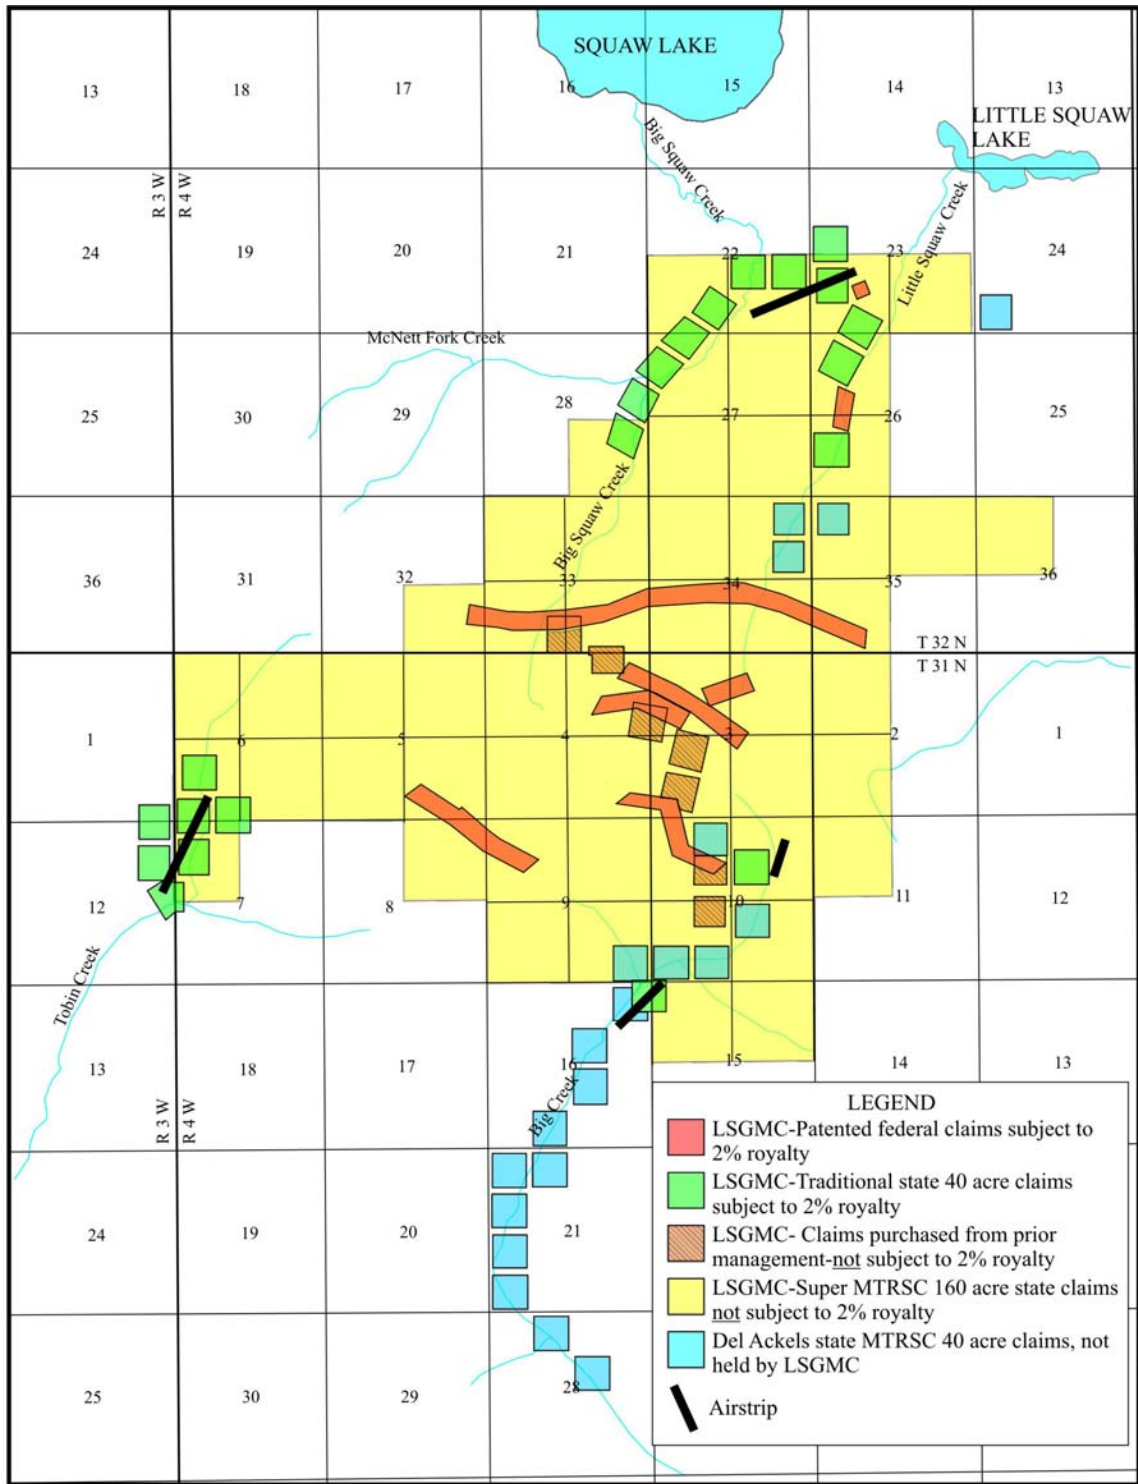 SQUAW LAKE
13
18
17
16
15
14
13
LITTLE SQUAW
LAKE
Big Squaw Creek
R 3 W
R 4 W
Little Squaw Creek
24
19
20
21
22
23
24
McNett Fork Creek
25
30
29
28
27
26
25
Big Squaw Creek
36
31
32
33
34
35
36
T 32 N
T 31 N
1
6
5
4
3
2
1
12
7
8
9
10
11
12
Tobin Creek
13
18
17
16
15
14
13
Big Creek
R 3 W
R 4 W
24
19
20
21
25
30
29
28
LEGEND
LSGMC-Patented federal claims subject to
2% royalty
LSGMC-Traditional state 40 acre claims
subject to 2% royalty
LSGMC- Claims purchased from prior
management-not subject to 2% royalty
LSGMC-Super MTRSC 160 acre state claims
not subject to 2% royalty
Del Ackels state MTRSC 40 acre claims, not
held by LSGMC
Airstrip